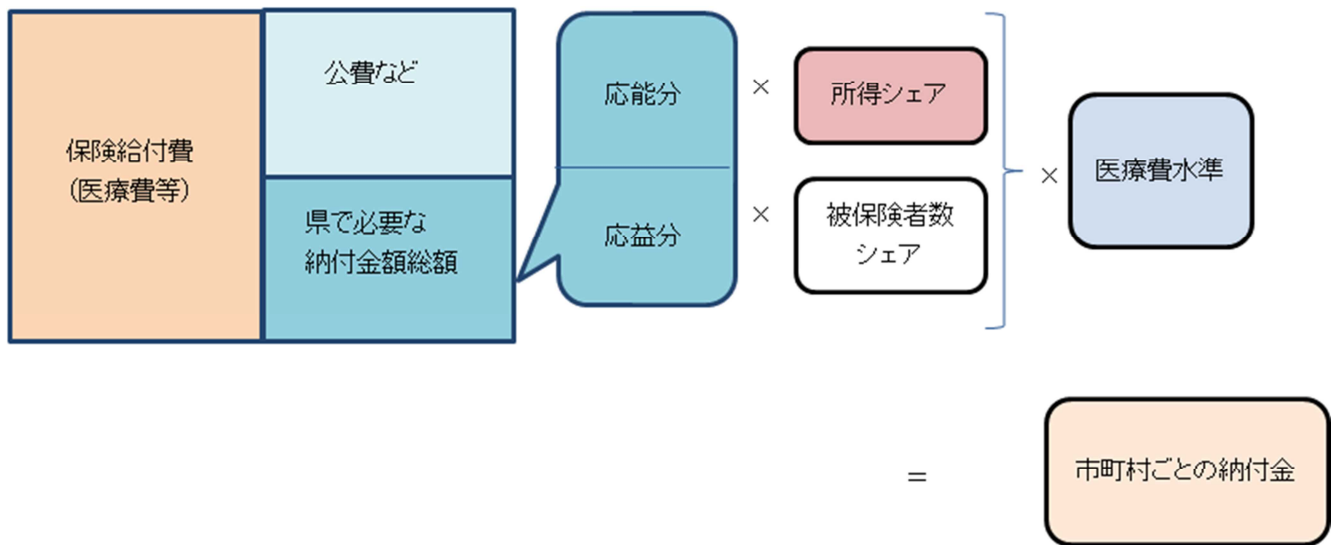 保険給付費
（医療費等）
公費など
県で必要な
納付金額総額
応能分
×
所得シェア
応益分
×
被保険者数
シェア
×
医療費水準
＝
市町村ごとの納付金